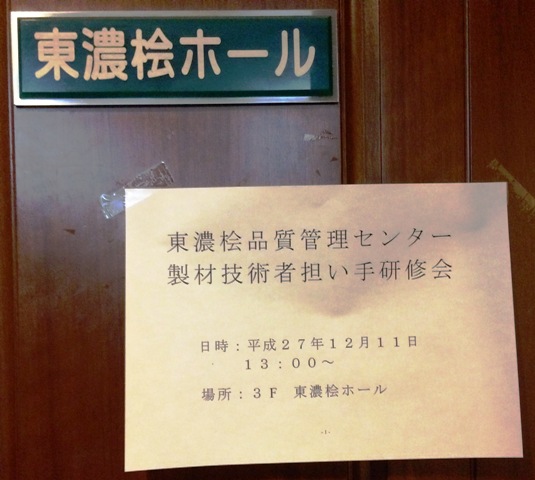 東濃桧ホール
東濃桧品質管理センター
製材技術者担い手研修会
日時：平成２７年１２月１１日
１３：００～
場所：３Ｆ　東濃桧ホール
-1-